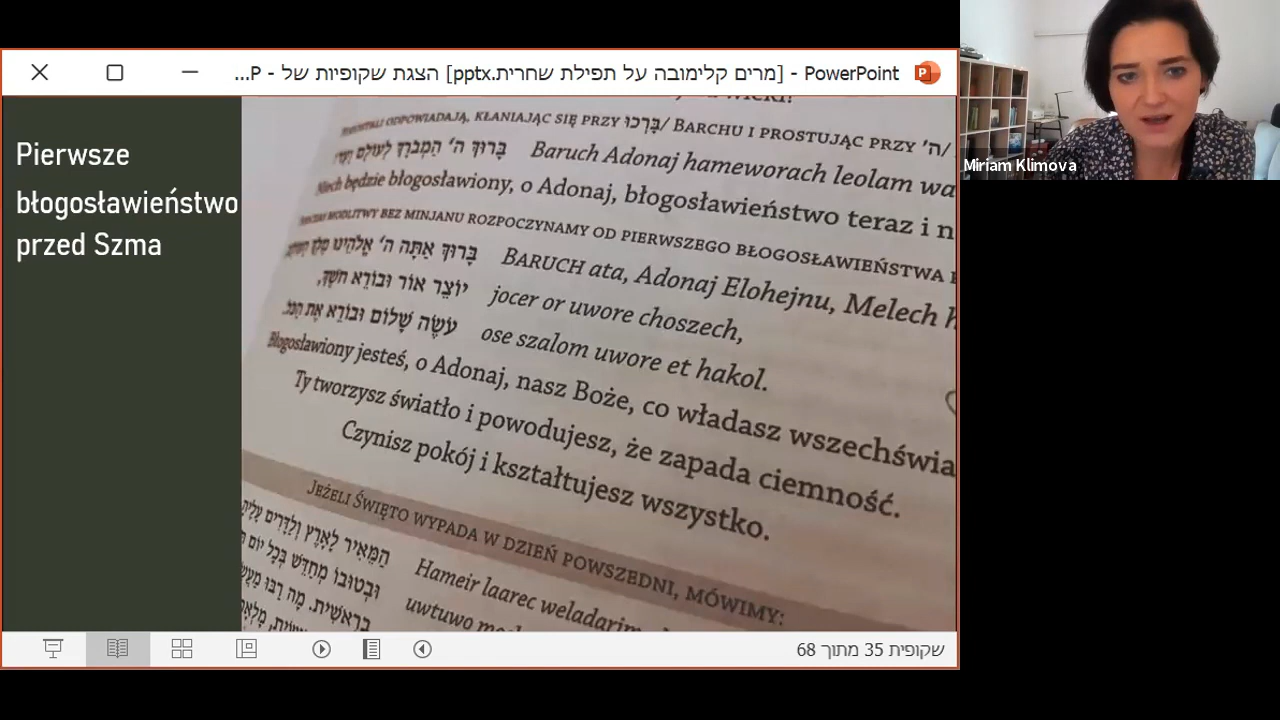 הצגת שקופיות של - P...‎ [מרים קלימובה על תפילת שחרית.pptx] - PowerPoint
Miriam Klimova
Pierwsze
błogosławieństwo
przed Szma
ODPOWIADAJĄ, KŁANIAJĄC SIĘ PRZY בָּרְכוּ/ BARCHU I PROSTUJĄC PRZY ה'/
בָּרוּךְ ה' הַמְבֹרָךְ לְעוֹלָם
Baruch Adonaj hameworach leolam wa
Niech będzie błogosławiony, o Adonaj, błogosławieństwo teraz i n
MODLITWY BEZ MINJANU ROZPOCZYNAMY OD PIERWSZEGO BŁOGOSŁAWIEŃSTWA
בָּרוּךְ אַתָּה ה' אֱלֹהֵינוּ מֶלֶךְ
BARUCH ata, Adonaj Elohejnu, Melech h
יוֹצֵר אוֹר וּבוֹרֵא חֹשֶׁךְ,
jocer or uwore choszech,
עֹשֶׂה שָׁלוֹם וּבוֹרֵא אֶת הַכֹּל.
ose szalom uwore et hakol.
Błogosławiony jesteś, o Adonaj, nasz Boże, co władasz wszechświa
Ty tworzysz światło i powodujesz, że zapada ciemność.
Czynisz pokój i kształtujesz wszystko.
JEŻELI ŚWIĘTO WYPADA W DZIEŃ POWSZEDNI, MÓWIMY:
הַמֵּאִיר לָאָרֶץ וְלַדָּרִים
Hameir laarec weladarim
וּבְטוּבוֹ מְחַדֵּשׁ בְּכָל יוֹם
uwtuwo
בְרֵאשִׁית. מָה רַבּוּ
שקופית 35 מתוך 68